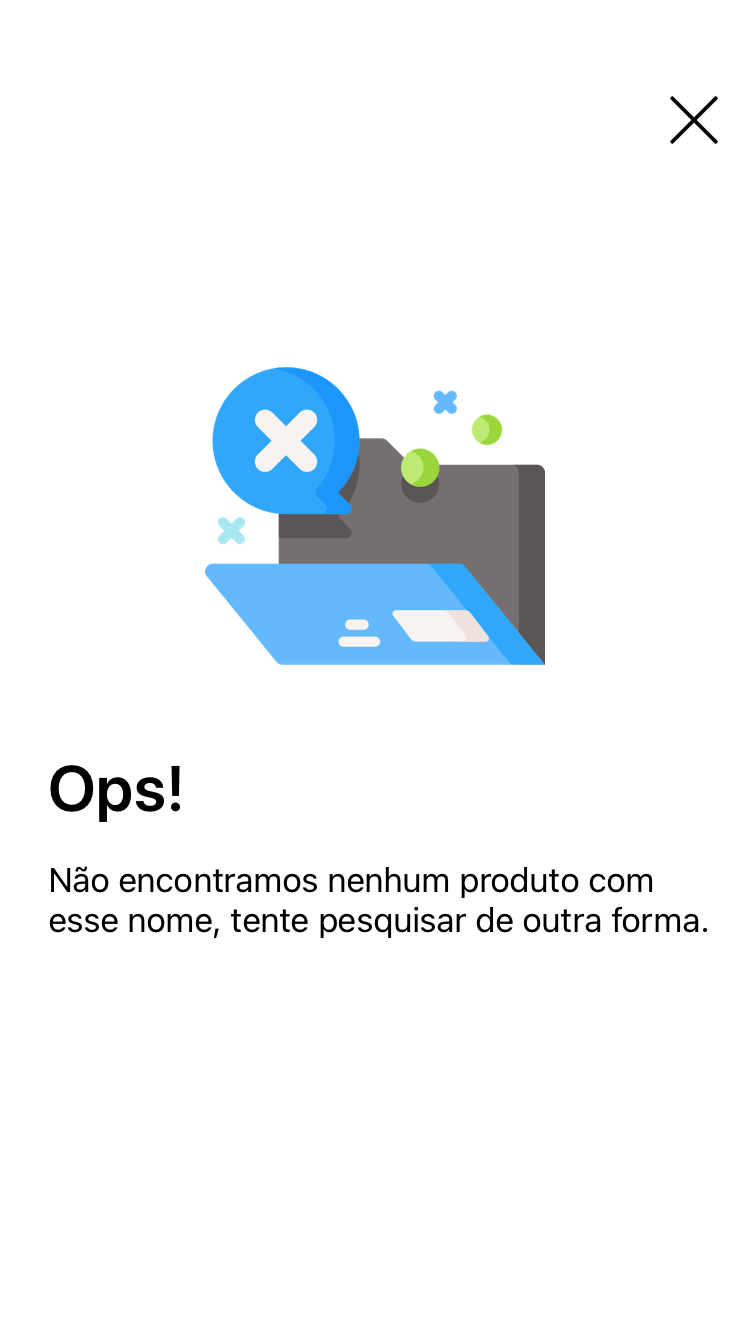 Ops!
Não encontramos nenhum produto com
esse nome, tente pesquisar de outra forma.